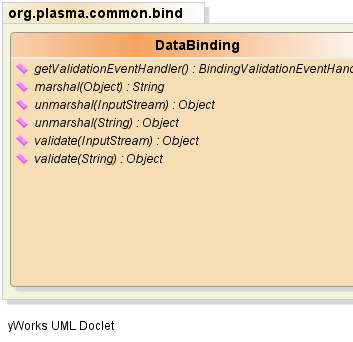 org.plasma.common.bind
DataBinding
getValidationEventHandler() : BindingValidationEventHand
marshal(Object) : String
unmarshal(InputStream) : Object
unmarshal(String) : Object
validate(InputStream) : Object
validate(String) : Object
yWorks UML Doclet